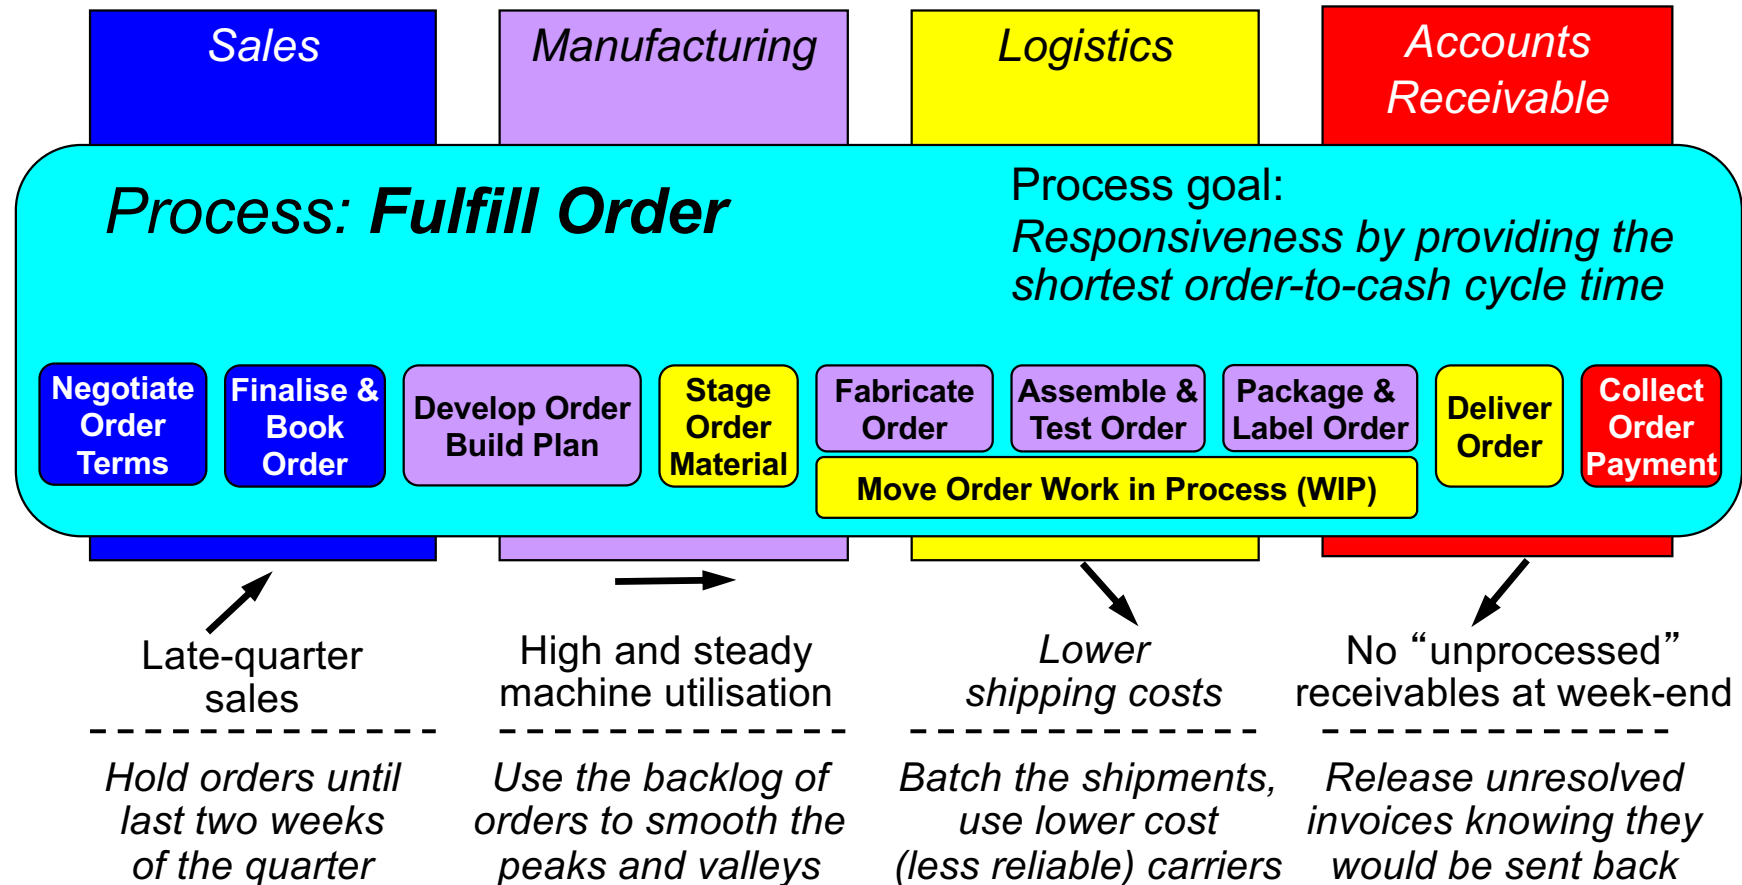 Sales
Manufacturing
Logistics
Accounts
Receivable
Process: Fulfill Order
Process goal:
Responsiveness by providing the
shortest order-to-cash cycle time
Negotiate
Order
Terms
Finalise &
Book
Order
Develop Order
Build Plan
Stage
Order
Material
Fabricate
Order
Assemble &
Test Order
Package &
Label Order
Move Order Work in Process (WIP)
Deliver
Order
Collect
Order
Payment
Late-quarter
sales
High and steady
machine utilisation
Lower
shipping costs
No “unprocessed”
receivables at week-end
Hold orders until
last two weeks
of the quarter
Use the backlog of
orders to smooth the
peaks and valleys
Batch the shipments,
use lower cost
(less reliable) carriers
Release unresolved
invoices knowing they
would be sent back